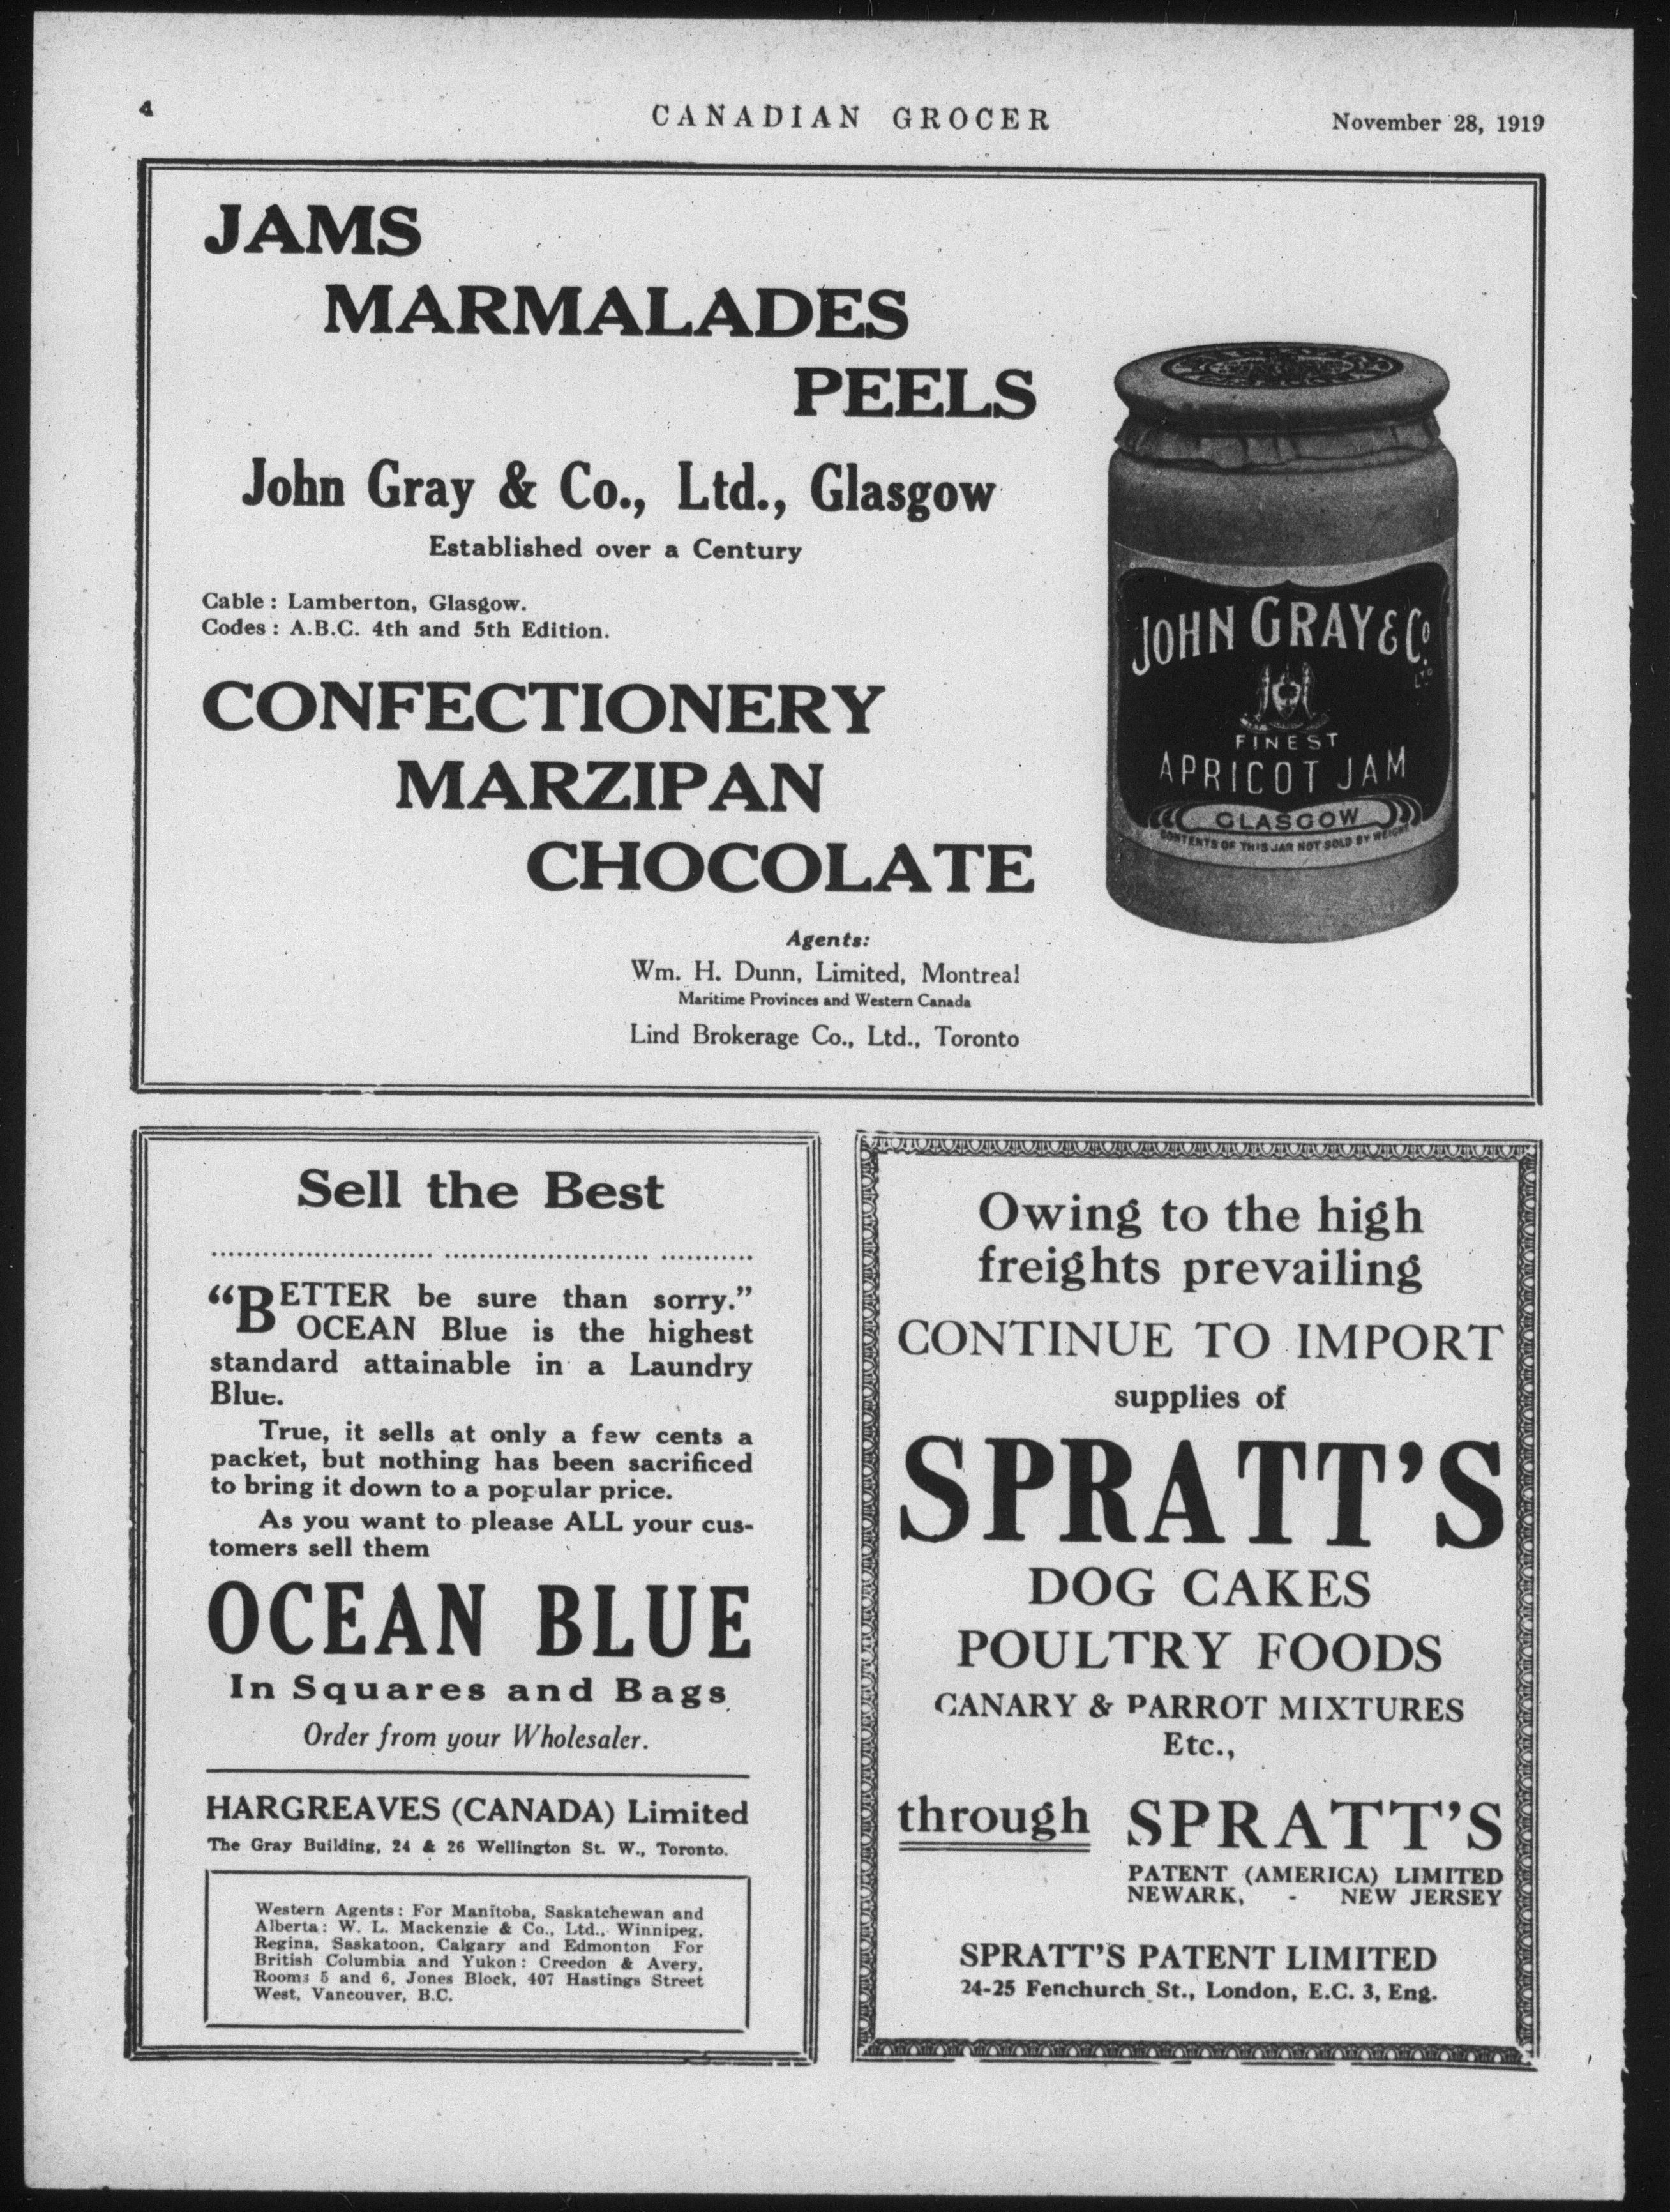 4
CANADIAN GROCER
November 28, 1919
JAMS
MARMALADES
PEELS
John Gray & Co., Ltd., Glasgow
Established over a Century
Cable : Lamberton, Glasgow.
Codes : A.B.C. 4th and 5th Edition.
CONFECTIONERY
MARZIPAN
CHOCOLATE
Agents:
Wm. H. Dunn, Limited, Montreal
Maritime Provinces and Western Canada
Lind Brokerage Co., Ltd., Toronto
JOHN GRAY & Co. LTD
FINEST
APRICOT JAM
GLASGOW
CONTENTS OF THIS JAR NOT SOLD BY WEIGHT
Sell the Best
“BETTER be sure than sorry.”
OCEAN Blue is the highest
standard attainable in a Laundry
Blue.
True, it sells at only a few cents a
packet, but nothing has been sacrificed
to bring it down to a popular price.
As you want to please ALL your cus-
tomers sell them
OCEAN BLUE
In Squares and Bags
Order from your Wholesaler.
HARGREAVES (CANADA) Limited
The Gray Building, 24 & 26 Wellington St. W., Toronto.
Western Agents : For Manitoba, Saskatchewan and
Alberta : W. L. Mackenzie & Co., Ltd., Winnipeg,
Regina, Saskatoon, Calgary and Edmonton For
British Columbia and Yukon : Creedon & Avery,
Rooms 5 and 6, Jones Block, 407 Hastings Street
West, Vancouver, B.C.
Owing to the high
freights prevailing
CONTINUE TO IMPORT
supplies of
SPRATT’S
DOG CAKES
POULTRY FOODS
CANARY & PARROT MIXTURES
Etc.,
through SPRATT’S
PATENT (AMERICA) LIMITED
NEWARK, - NEW JERSEY
SPRATT’S PATENT LIMITED
24-25 Fenchurch St., London, E.C. 3, Eng.